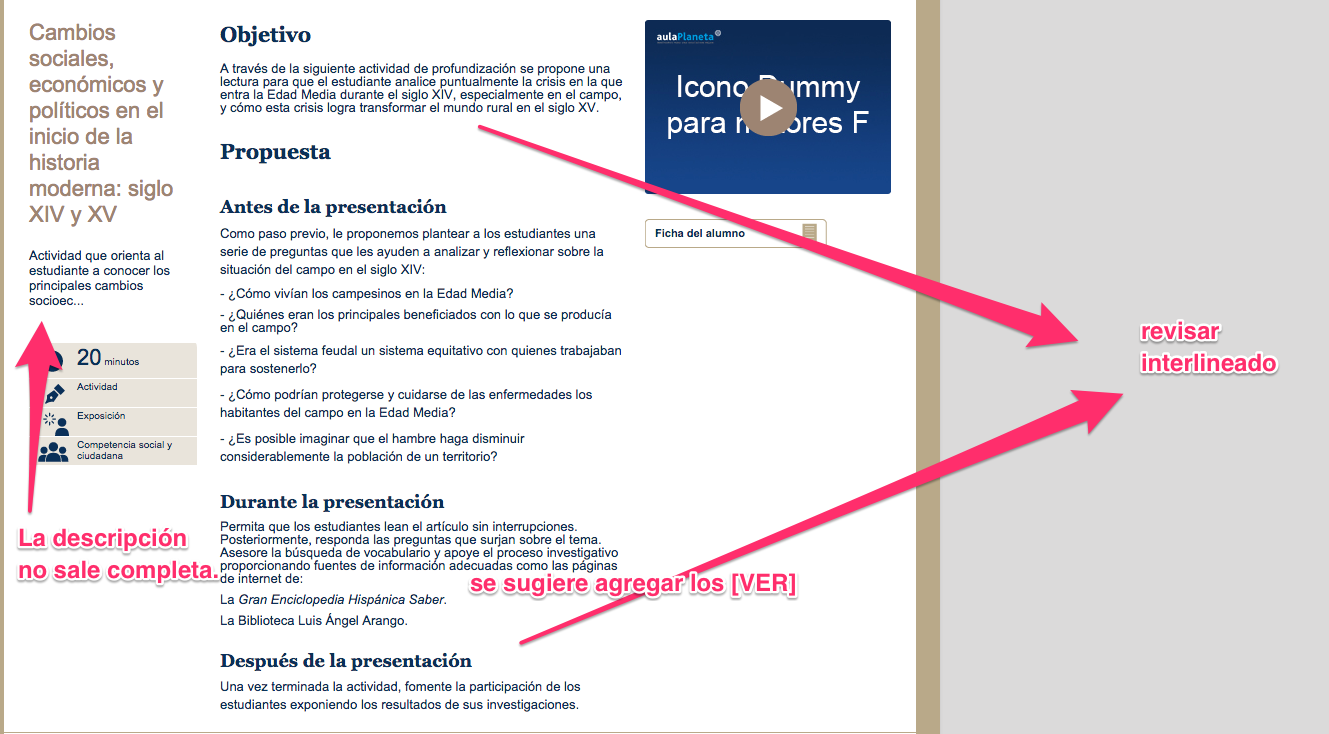 Cambios
sociales,
económicos y
políticos en el
inicio de la
historia
moderna: siglo
XIV y XV
Actividad que orienta al
estudiante a conocer los
principales cambios
socioec...
20 minutos
Actividad
Exposición
Competencia social y
ciudadana
La descripción
no sale completa.
Objetivo
A través de la siguiente actividad de profundización se propone una
lectura para que el estudiante analice puntualmente la crisis en la que
entra la Edad Media durante el siglo XIV, especialmente en el campo,
y cómo esta crisis logra transformar el mundo rural en el siglo XV.
Propuesta
Antes de la presentación
Como paso previo, le proponemos plantear a los estudiantes una
serie de preguntas que les ayuden a analizar y reflexionar sobre la
situación del campo en el siglo XIV:
- ¿Cómo vivían los campesinos en la Edad Media?
- ¿Quiénes eran los principales beneficiados con lo que se producía
en el campo?
- ¿Era el sistema feudal un sistema equitativo con quienes trabajaban
para sostenerlo?
- ¿Cómo podrían protegerse y cuidarse de las enfermedades los
habitantes del campo en la Edad Media?
- ¿Es posible imaginar que el hambre haga disminuir
considerablemente la población de un territorio?
Durante la presentación
Permita que los estudiantes lean el artículo sin interrupciones.
Posteriormente, responda las preguntas que surjan sobre el tema.
Asesore la búsqueda de vocabulario y apoye el proceso investigativo
proporcionando fuentes de información adecuadas como las páginas
de internet de:
se sugiere agregar los [VER]
La Gran Enciclopedia Hispánica Saber.
La Biblioteca Luis Ángel Arango.
Después de la presentación
Una vez terminada la actividad, fomente la participación de los
estudiantes exponiendo los resultados de sus investigaciones.
aulaPlaneta
Icono Dummy
para F
Ficha del alumno
revisar
interlineado